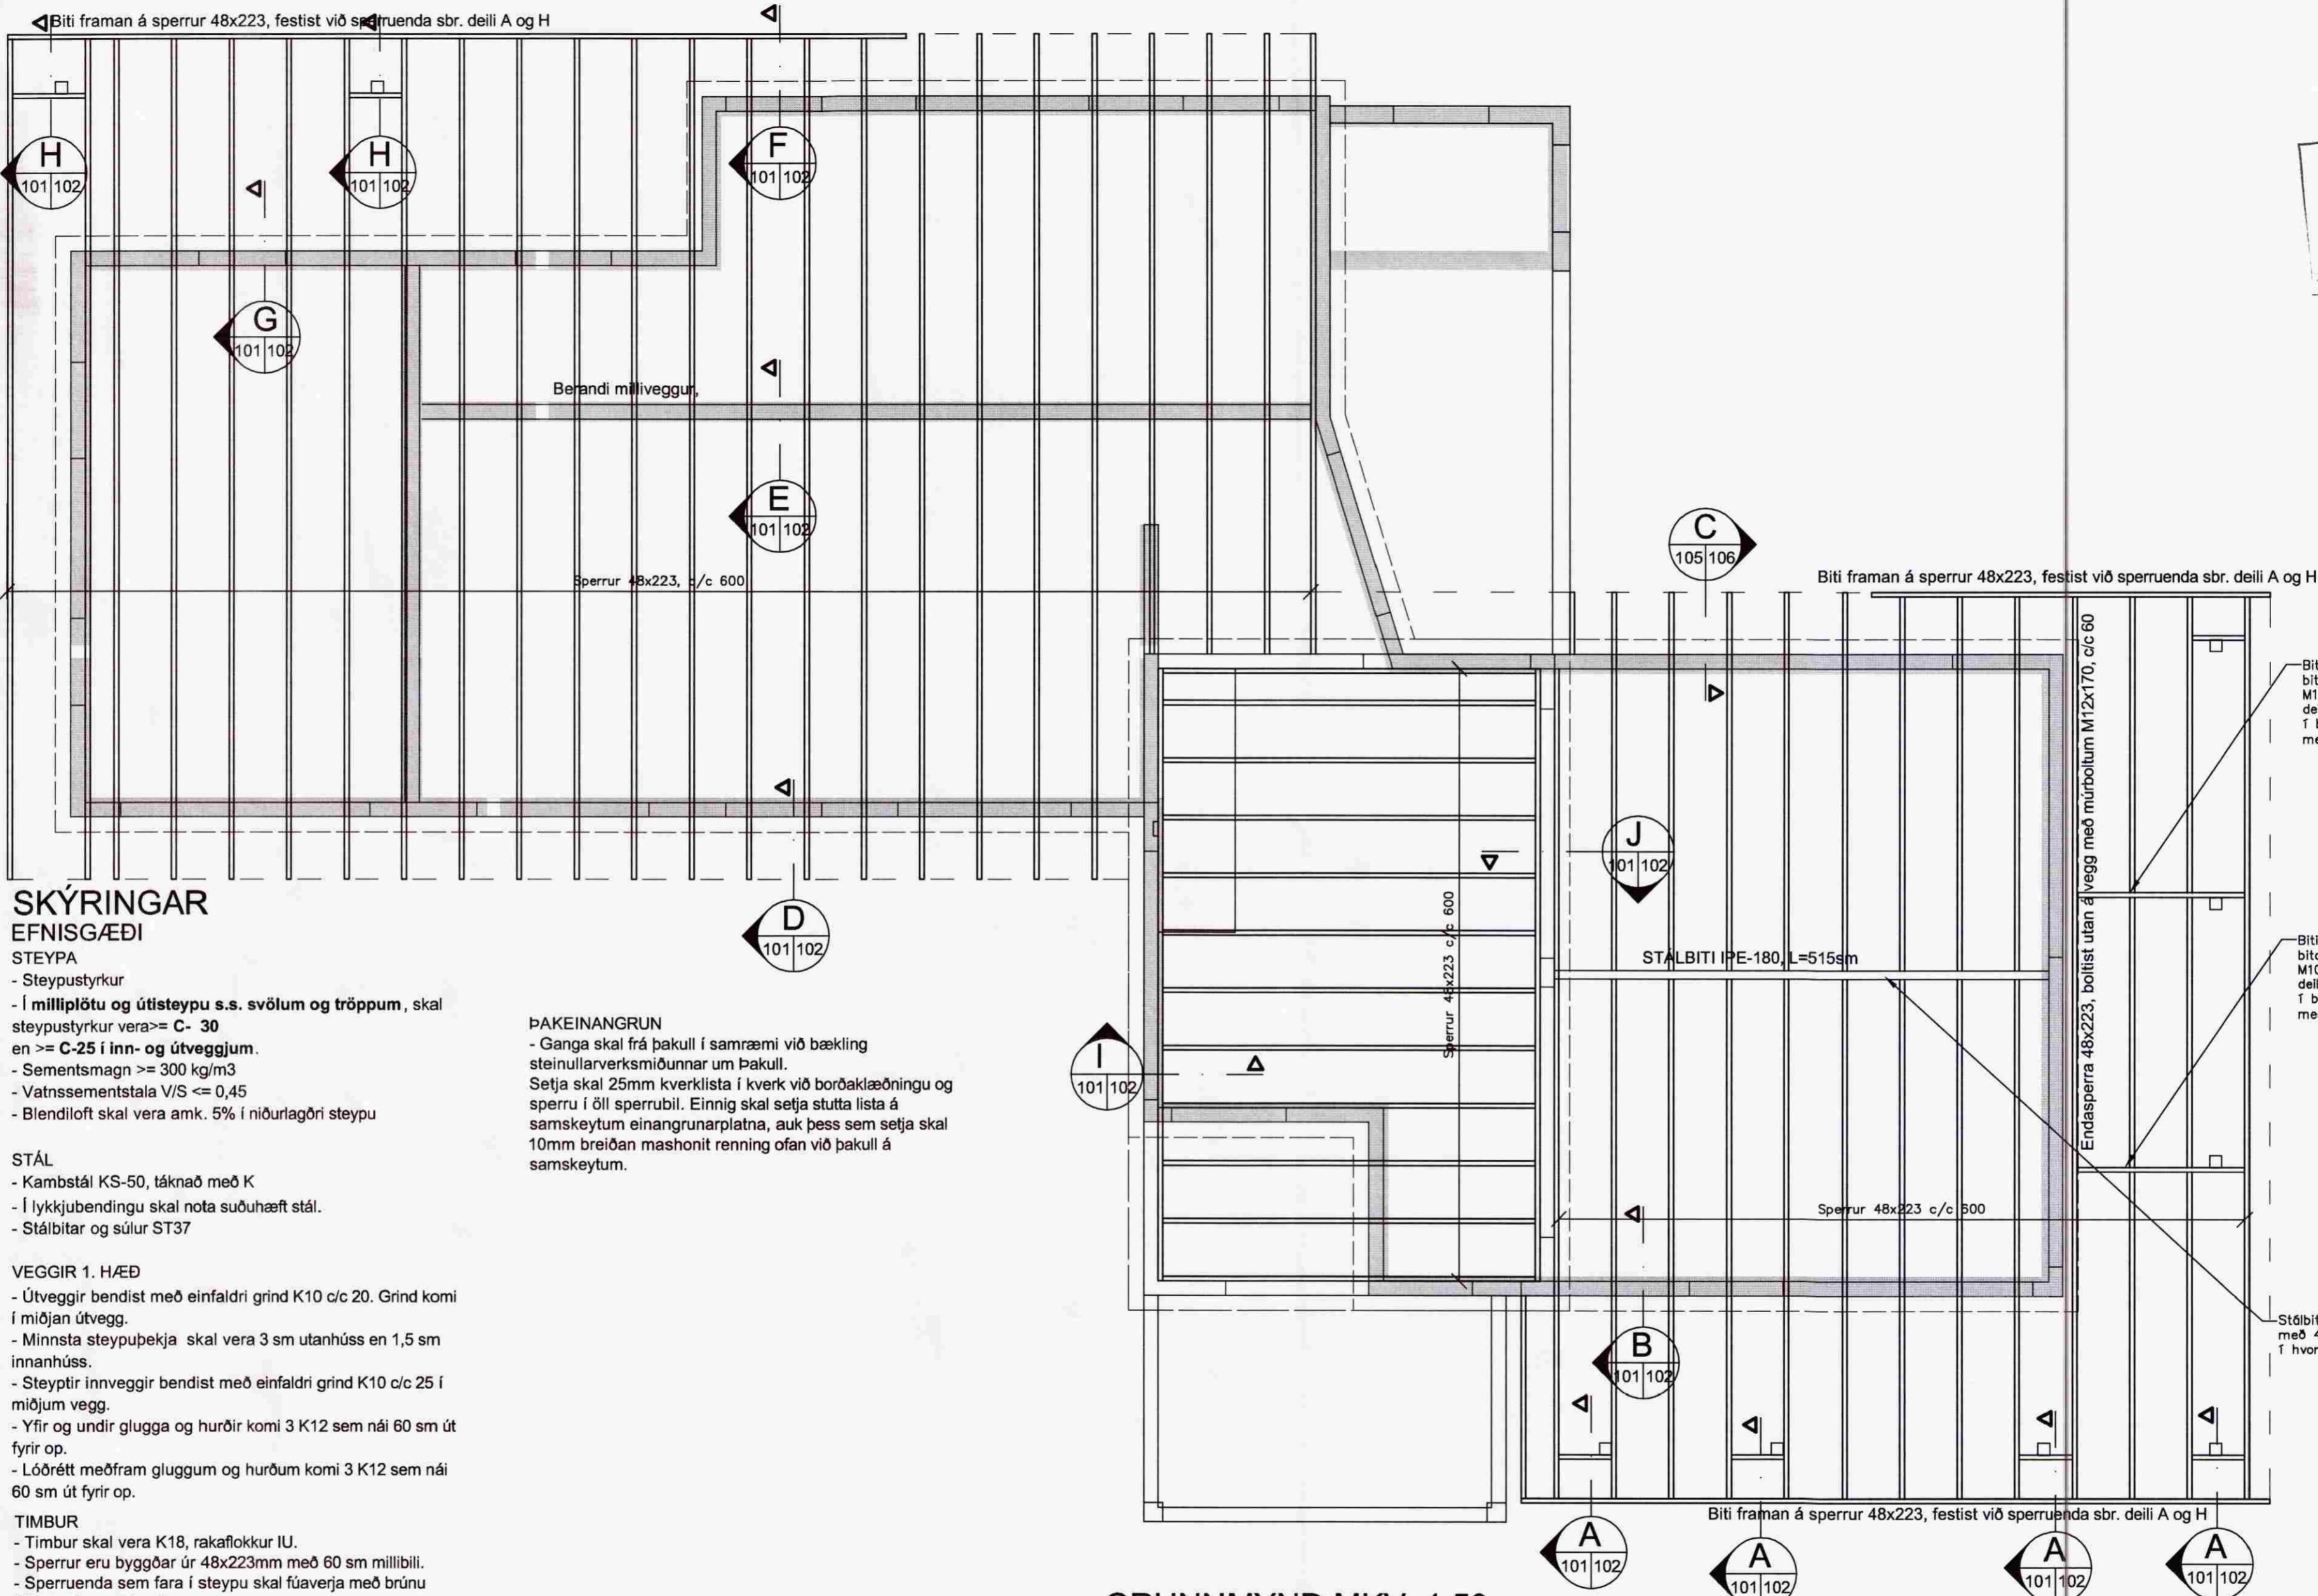 Biti framan á sperrur 48x223, festist við sperruenda sbr. deili A og H
H
101 102
H
101 102
F
101 102
G
101 102
Berandi milliveggur,
E
101 102
Sperrur 48x223, c/c 600
C
105 106
Biti framan á sperrur 48x223, festist við sperruenda sbr. deili A og H
Endasperra 48x223, boltist utan á vegg með múrboltum M12x170, c/c 60
J
101 102
Sperrur 48x223 c/c 600
STÁLBITI IPE-180, L=515sm
D
101 102
I
101 102
Sperrur 48x223 c/c 600
B
101 102
Biti framan á sperrur 48x223, festist við sperruenda sbr. deili A og H
A
101 102
A
101 102
A
101 102
A
101 102
SKÝRINGAR
EFNISGÆÐI
STEYPA
- Steypustyrkur
- Í milliplötu og útisteypu s.s. svölum og tröppum, skal
steypustyrkur vera>= C- 30
en >= C-25 í inn- og útveggjum.
- Sementsmagn >= 300 kg/m3
- Vatnssementstala V/S <= 0,45
- Blendiloft skal vera amk. 5% í niðurlagðri steypu
STÁL
- Kambstál KS-50, táknað með K
- Í lykkjubendingu skal nota suðuhæft stál.
- Stálbitar og súlur ST37
VEGGIR 1. HÆÐ
- Útveggir bendist með einfaldri grind K10 c/c 20. Grind komi
í miðjan útvegg.
- Minnsta steypuþekja skal vera 3 sm utanhúss en 1,5 sm
innanhúss.
- Steyptir innveggir bendist með einfaldri grind K10 c/c 25 í
miðjum vegg.
- Yfir og undir glugga og hurðir komi 3 K12 sem nái 60 sm út
fyrir op.
- Lóðrétt meðfram gluggum og hurðum komi 3 K12 sem nái
60 sm út fyrir op.
TIMBUR
- Timbur skal vera K18, rakaflokkur IU.
- Sperrur eru byggðar úr 48x223mm með 60 sm millibili.
- Sperruenda sem fara í steypu skal fúaverja með brúnu
ÞAKEINANGRUN
- Ganga skal frá þakull í samræmi við bækling
steinullarverksmiðunnar um Þakull.
Setja skal 25mm kverklista í kverk við borðaklæðningu og
sperru í öll sperrubil. Einnig skal setja stutta lista á
samskeytum einangrunarplatna, auk þess sem setja skal
10mm breiðan mashonit renning ofan við þakull á
samskeytum.
með 4
í hvor